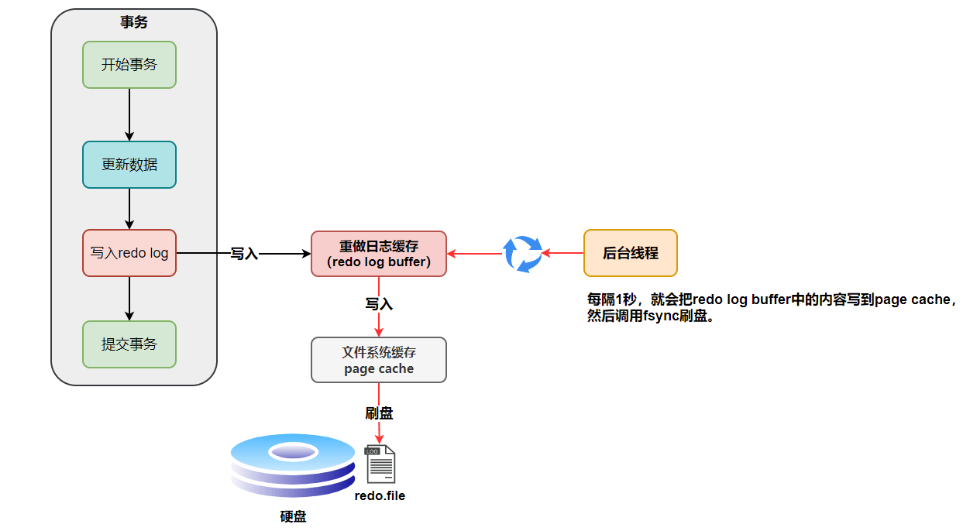 事务
开始事务
更新数据
写入redo log
提交事务
写入
重做日志缓存
（redo log buffer）
后台线程
每隔1秒，就会把redo log buffer中的内容写到page cache，
然后调用fsync刷盘。
写入
文件系统缓存
page cache
刷盘
LOG
redo.file
硬盘